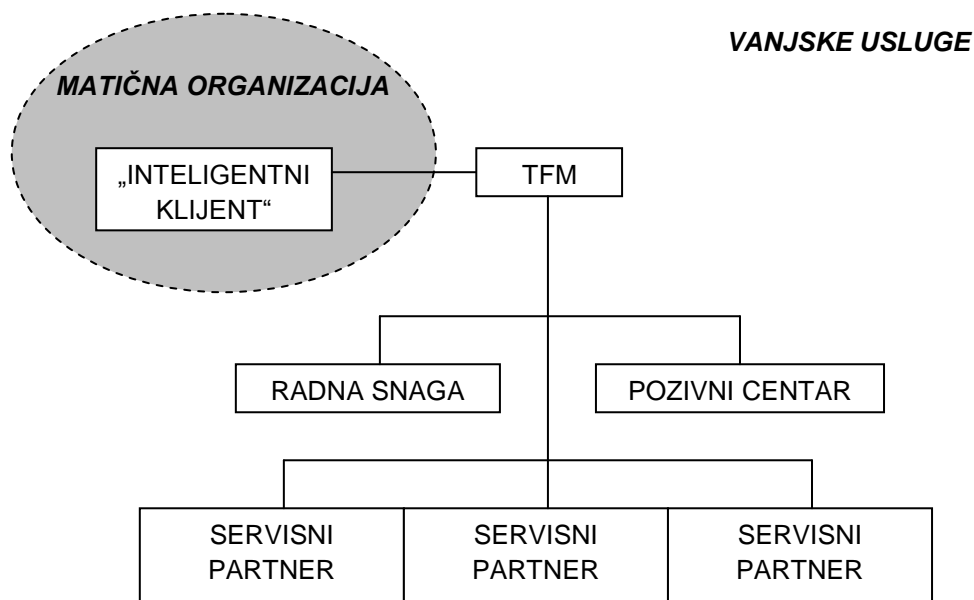 VANJSKE USLUGE
MATIČNA ORGANIZACIJA
„INTELIGENTNI
KLIJENT“
TFM
RADNA SNAGA
POZIVNI CENTAR
SERVISNI
PARTNER
SERVISNI
PARTNER
SERVISNI
PARTNER